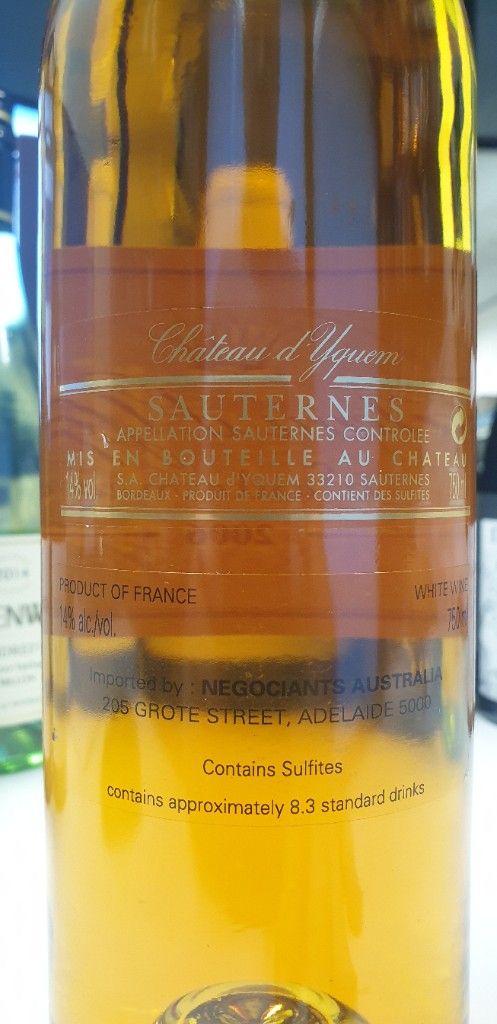 Château d'Yquem
SAUTERNES
APPELLATION SAUTERNES CONTROLEE
MIS EN BOUTEILLE AU CHATEAU
14% vol. S.A. CHATEAU d'YQUEM 33210 SAUTERNES 750ml
BORDEAUX - PRODUIT DE FRANCE - CONTIENT DES SULFITES
PRODUCT OF FRANCE WHITE WINE
14% alc./vol. 750ml
Imported by : NEGOCIANTS AUSTRALIA
205 GROTE STREET, ADELAIDE 5000
Contains Sulfites
contains approximately 8.3 standard drinks